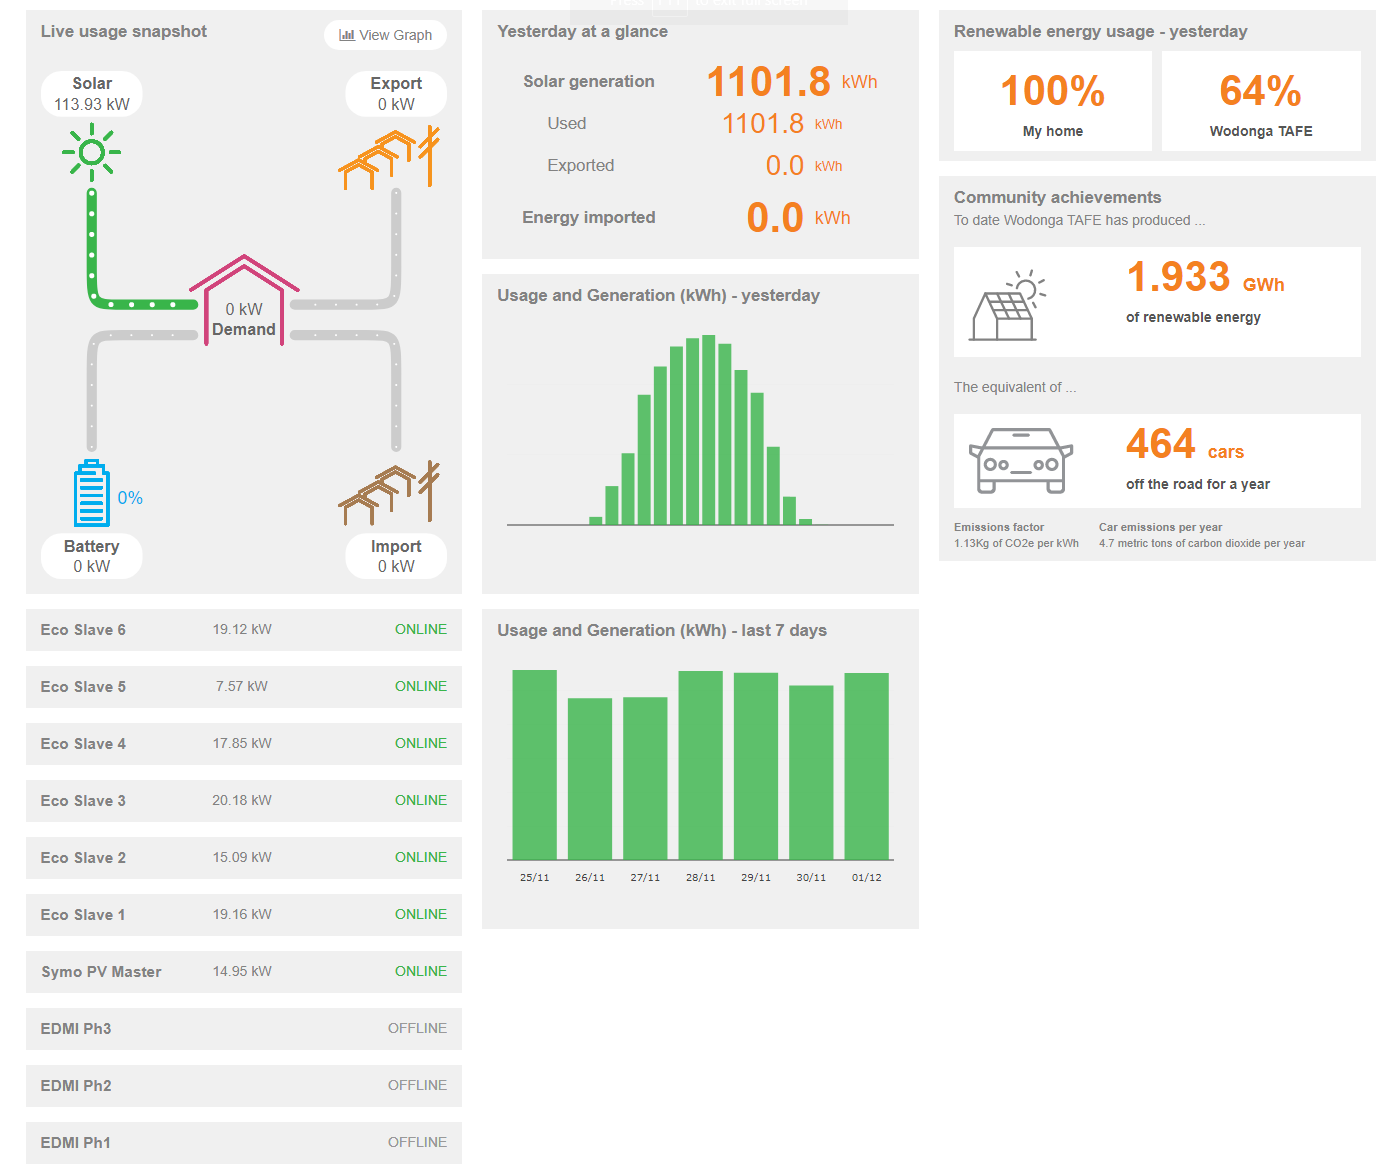 Press
to exit full screen
Live usage snapshot
View Graph
Solar
113.93 kW
Export
0 kW
0 kW
Demand
0%
Battery
0 kW
Import
0 kW
Eco Slave 6 19.12 kW ONLINE
Eco Slave 5 7.57 kW ONLINE
Eco Slave 4 17.85 kW ONLINE
Eco Slave 3 20.18 kW ONLINE
Eco Slave 2 15.09 kW ONLINE
Eco Slave 1 19.16 kW ONLINE
Symo PV Master 14.95 kW ONLINE
EDMI Ph3 OFFLINE
EDMI Ph2 OFFLINE
EDMI Ph1 OFFLINE
Yesterday at a glance
Solar generation 1101.8 kWh
Used 1101.8 kWh
Exported 0.0 kWh
Energy imported 0.0 kWh
Usage and Generation (kWh) - yesterday
Usage and Generation (kWh) - last 7 days
25/11 26/11 27/11 28/11 29/11 30/11 01/12
Renewable energy usage - yesterday
100%
My home
64%
Wodonga TAFE
Community achievements
To date Wodonga TAFE has produced ...
1.933 GWh
of renewable energy
The equivalent of ...
464 cars
off the road for a year
Emissions factor
1.13Kg of CO2e per kWh
Car emissions per year
4.7 metric tons of carbon dioxide per year